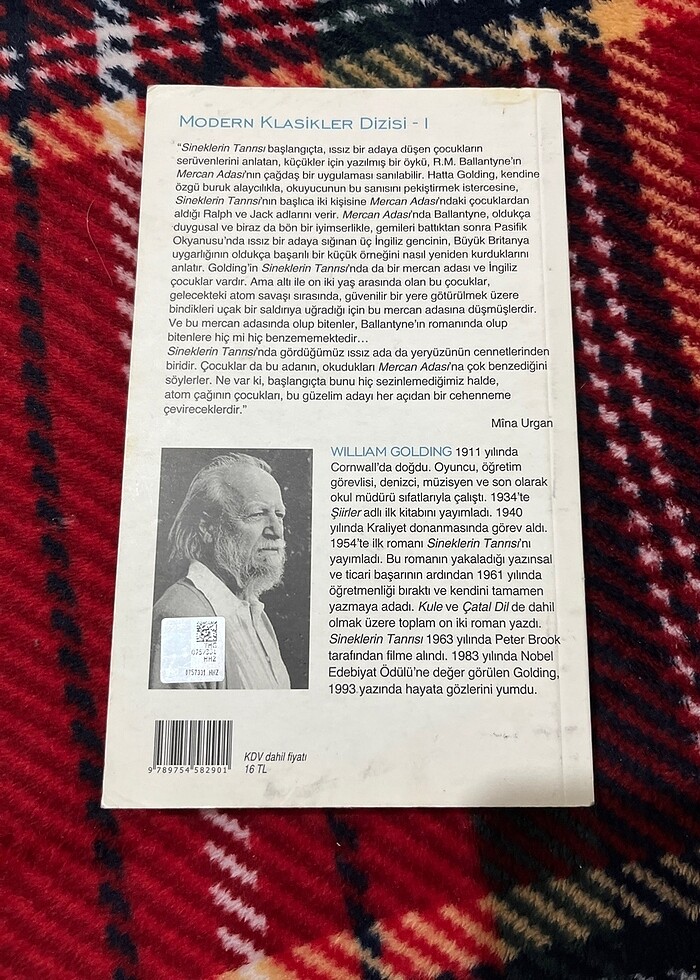 MODERN KLASİKLER DİZİSİ - I
"Sineklerin Tanrısı başlangıçta, ıssız bir adaya düşen çocukların
serüvenlerini anlatan, küçükler için yazılmış bir öykü, R.M. Ballantyne'ın
Mercan Adası'nın çağdaş bir uygulaması sanılabilir. Hatta Golding, kendine
özgü buruk alaycılıkla, okuyucunun bu sanısını pekiştirmek istercesine,
Sineklerin Tanrısı'nın başlıca iki kişisine Mercan Adası'ndaki çocuklardan
aldığı Ralph ve Jack adlarını verir. Mercan Adası'nda Ballantyne, oldukça
duygusal ve biraz da bön bir iyimserlikle, gemileri battıktan sonra Pasifik
Okyanusu'nda ıssız bir adaya sığınan üç İngiliz gencinin, Büyük Britanya
uygarlığının oldukça başarılı bir küçük örneğini nasıl yeniden kurduklarını
anlatır. Golding'in Sineklerin Tanrısı'nda da bir mercan adası ve İngiliz
çocuklar vardır. Ama altı ile on iki yaş arasında olan bu çocuklar,
gelecekteki atom savaşı sırasında, güvenilir bir yere götürülmek üzere
bindikleri uçak bir saldırıya uğradığı için bu mercan adasına düşmüşlerdir.
Ve bu mercan adasında olup bitenler, Ballantyne'ın romanında olup
bitenlere hiç mi hiç benzememektedir...
Sineklerin Tanrısı'nda gördüğümüz ıssız ada da yeryüzünün cennetlerinden
biridir. Çocuklar da bu adanın, okudukları Mercan Adası'na çok benzediğini
söylerler. Ne var ki, başlangıçta bunu hiç sezinlemediğimiz halde,
atom çağının çocukları, bu güzelim adayı her açıdan bir cehenneme
çevireceklerdir."
Mîna Urgan
WILLIAM GOLDING 1911 yılında
Cornwall'da doğdu. Oyuncu, öğretim
görevlisi, denizci, müzisyen ve son olarak
okul müdürü sıfatlarıyla çalıştı. 1934'te
Şiirler adlı ilk kitabını yayımladı. 1940
yılında Kraliyet donanmasında görev aldı.
1954'te ilk romanı Sineklerin Tanrısı'nı
yayımladı. Bu romanın yakaladığı yazınsal
ve ticari başarının ardından 1961 yılında
öğretmenliği bıraktı ve kendini tamamen
yazmaya adadı. Kule ve Çatal Dil de dahil
olmak üzere toplam on iki roman yazdı.
Sineklerin Tanrısı 1963 yılında Peter Brook
tarafından filme alındı. 1983 yılında Nobel
Edebiyat Ödülü'ne değer görülen Golding,
1993 yazında hayata gözlerini yumdu.
HHZ
0757331 HHZ
9 789754 582901
KDV dahil fiyatı
16 TL